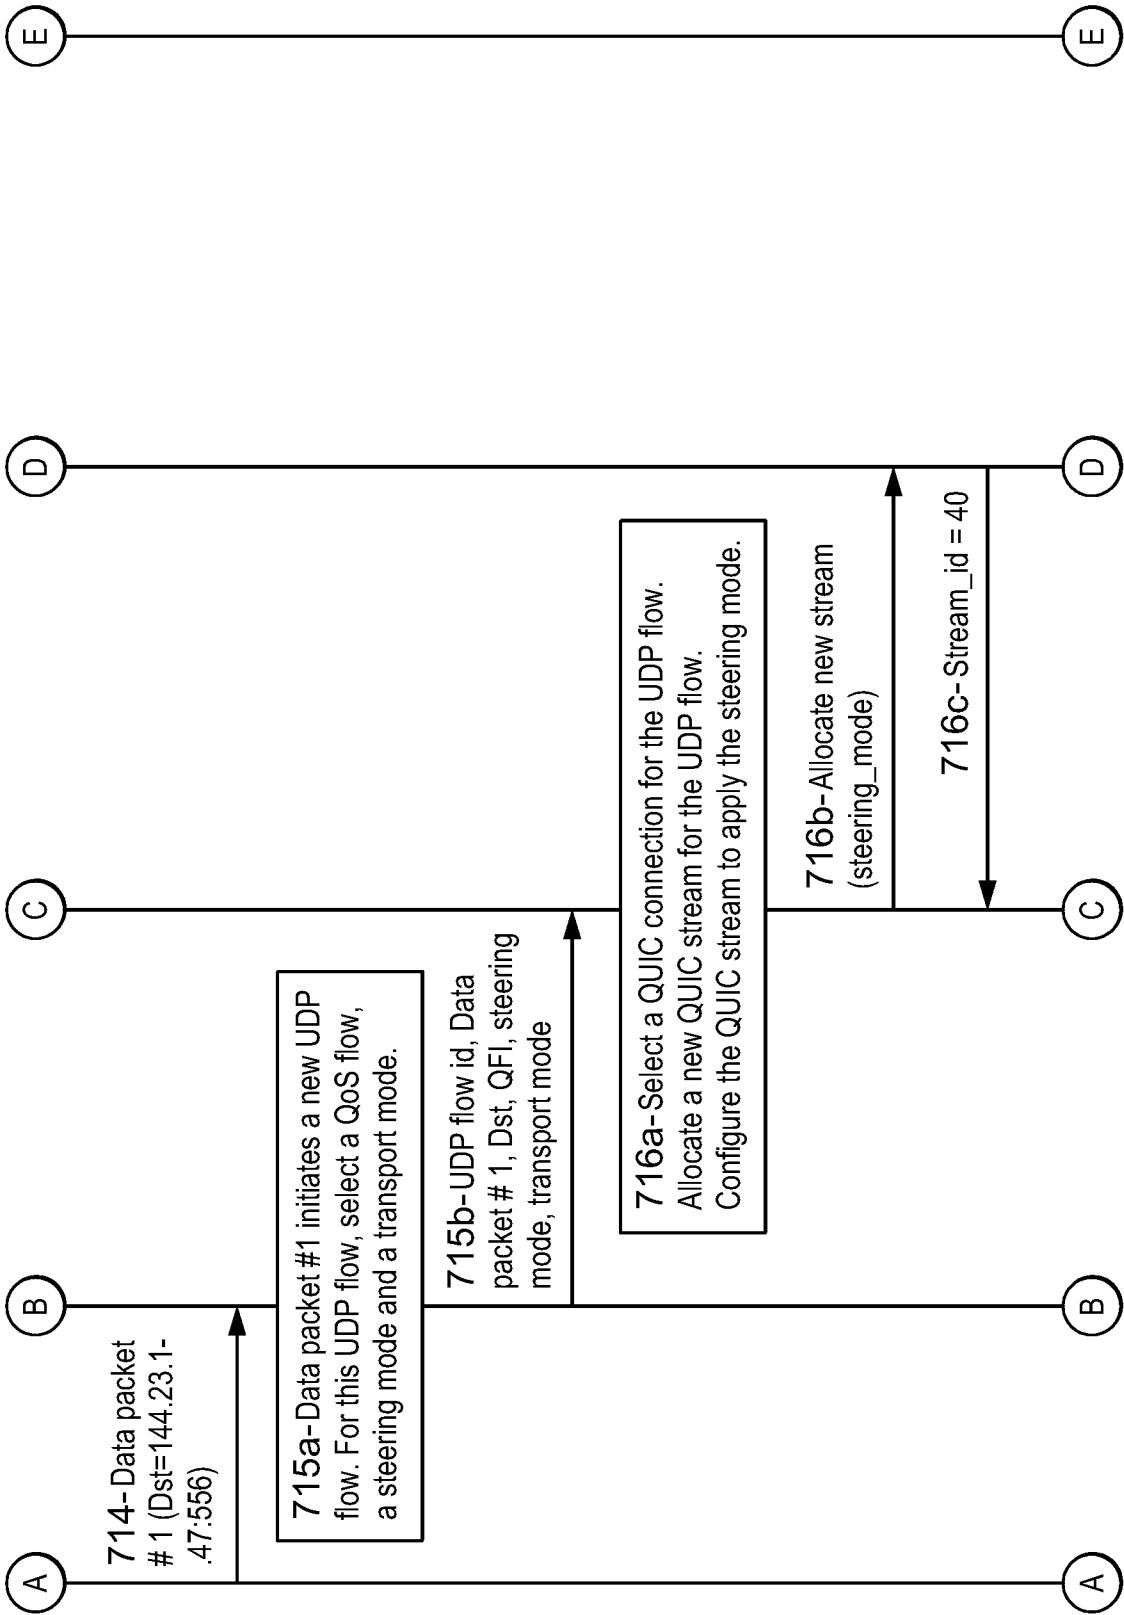 A
B
C
D
E
714-Data packet
# 1 (Dst=144.23.1-
.47:556)
715a-Data packet #1 initiates a new UDP
flow. For this UDP flow, select a QoS flow,
a steering mode and a transport mode.
715b-UDP flow id, Data
packet # 1, Dst, QFI, steering
mode, transport mode
716a-Select a QUIC connection for the UDP flow.
Allocate a new QUIC stream for the UDP flow.
Configure the QUIC stream to apply the steering mode.
716b-Allocate new stream
(steering_mode)
716c-Stream_id = 40
A
B
C
D
E